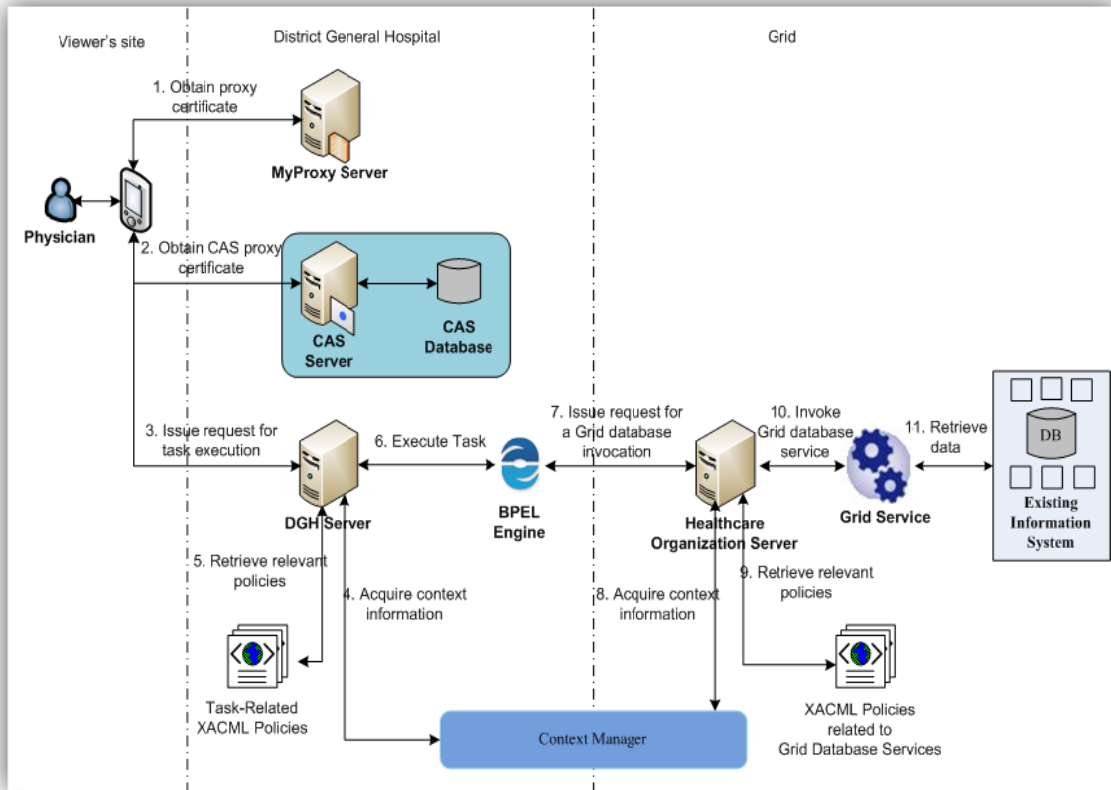 Viewer's site
District General Hospital
Grid
1. Obtain proxy
certificate
MyProxy Server
Physician
2. Obtain CAS proxy
certificate
CAS
Server
CAS
Database
3. Issue request for
task execution
DGH Server
6. Execute Task
BPEL
Engine
7. Issue request for
a Grid database
invocation
Healthcare
Organization Server
10. Invoke
Grid database
service
Grid Service
11. Retrieve
data
DB
Existing
Information
System
5. Retrieve relevant
policies
4. Acquire context
information
8. Acquire context
information
9. Retrieve relevant
policies
Task-Related
XACML Policies
Context Manager
XACML Policies
related to
Grid Database Services